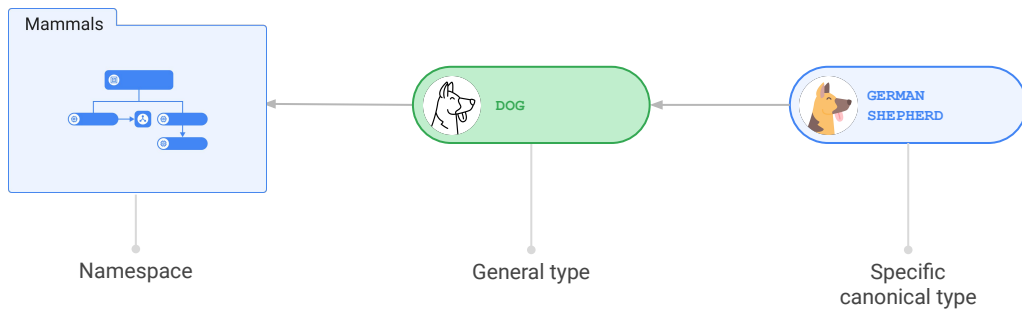 Mammals
DOG
GERMAN
SHEPHERD
Namespace
General type
Specific
canonical type